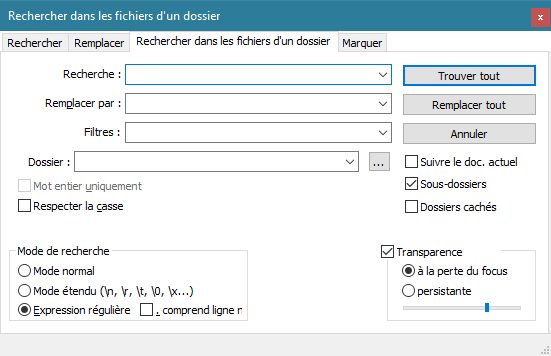 Rechercher dans les fichiers d'un dossier
Rechercher Remplacer Rechercher dans les fichiers d'un dossier Marquer
Recherche : Trouver tout
Remplacer par : Remplacer tout
Filtres : Annuler
Dossier : ... Suivre le doc. actuel
Mot entier uniquement Sous-dossiers
Respecter la casse Dossiers cachés
Mode de recherche Transparence
Mode normal à la perte du focus
Mode étendu (\n, \r, \t, \0, \x...) persistante
Expression régulière . comprend ligne